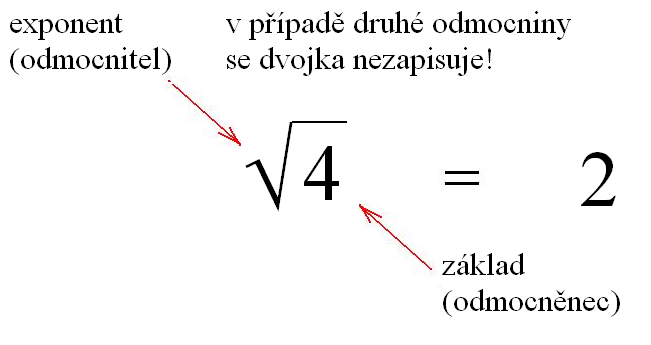 exponent
(odmocnitel)
v případě druhé odmocniny
se dvojka nezapisuje!
√4 = 2
základ
(odmocněnec)